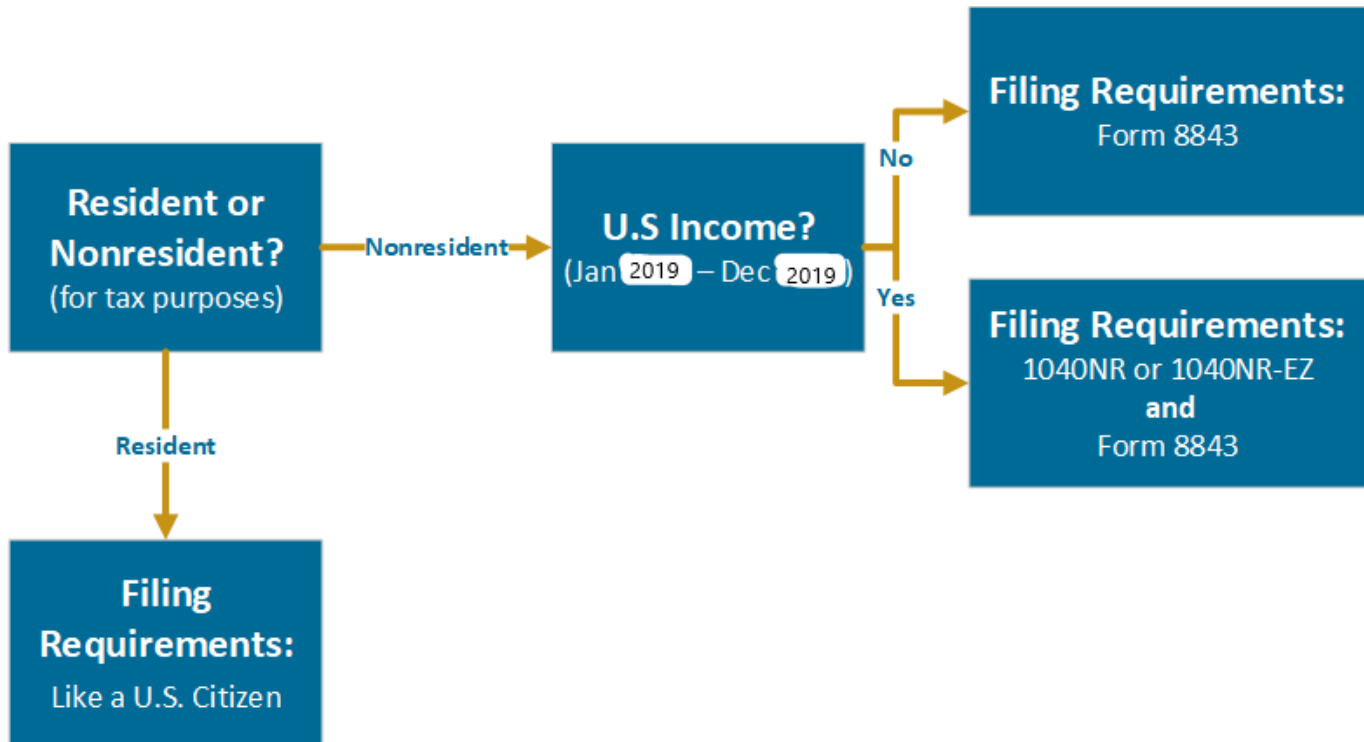 Resident or
Nonresident?
(for tax purposes)
Nonresident
U.S Income?
(Jan 2019 – Dec 2019)
No
Filing Requirements:
Form 8843
Yes
Filing Requirements:
1040NR or 1040NR-EZ
and
Form 8843
Resident
Filing
Requirements:
Like a U.S. Citizen